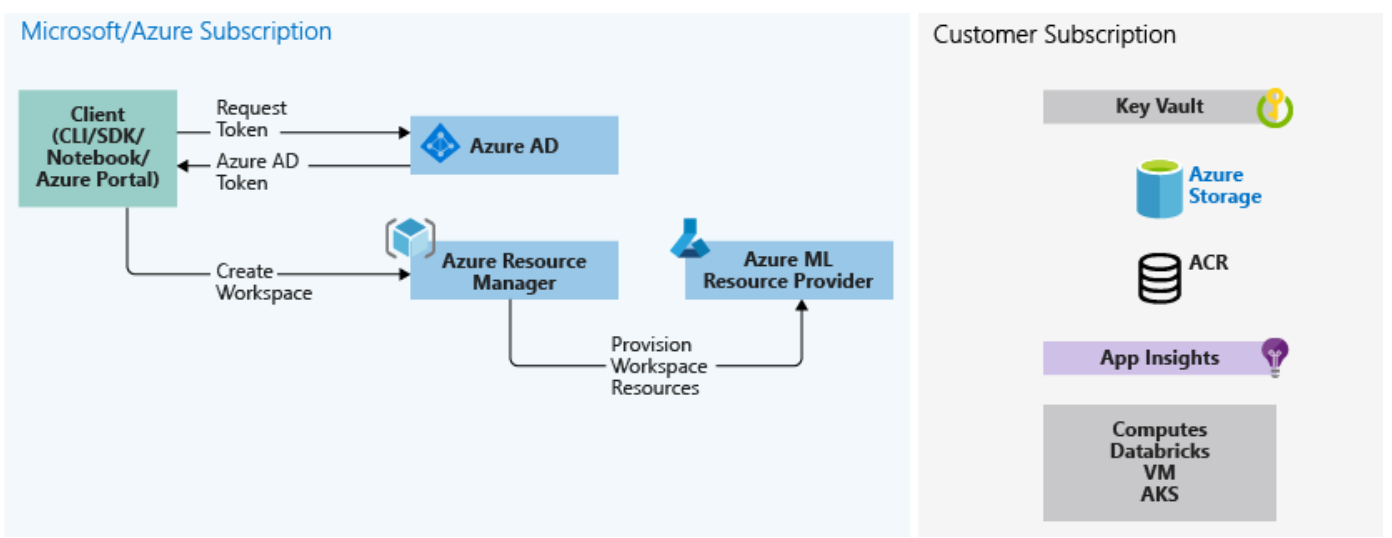 Microsoft/Azure Subscription
Customer Subscription
Client
(CLI/SDK/
Notebook/
Azure Portal)
Request
Token
Azure AD
Token
Azure AD
Create
Workspace
Azure Resource
Manager
Azure ML
Resource Provider
Provision
Workspace
Resources
Key Vault
Azure
Storage
ACR
App Insights
Computes
Databricks
VM
AKS